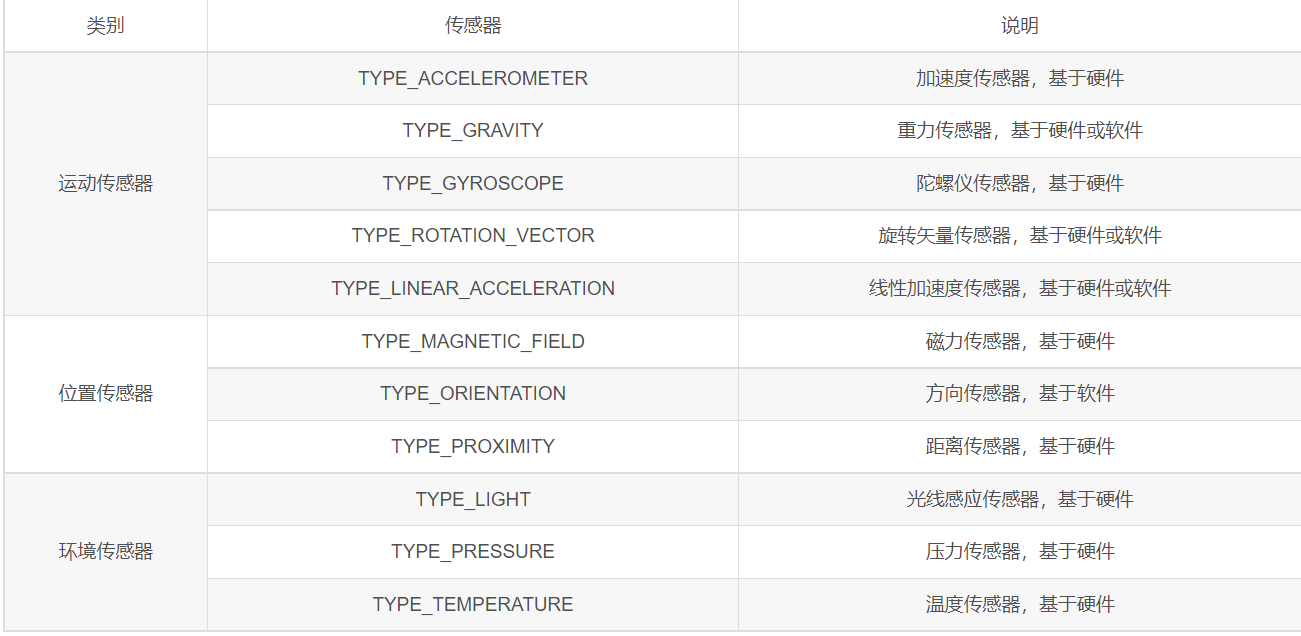 类别 传感器 说明
运动传感器 TYPE_ACCELEROMETER 加速度传感器，基于硬件
TYPE_GRAVITY 重力传感器，基于硬件或软件
TYPE_GYROSCOPE 陀螺仪传感器，基于硬件
TYPE_ROTATION_VECTOR 旋转矢量传感器，基于硬件或软件
TYPE_LINEAR_ACCELERATION 线性加速度传感器，基于硬件或软件
位置传感器 TYPE_MAGNETIC_FIELD 磁力传感器，基于硬件
TYPE_ORIENTATION 方向传感器，基于软件
TYPE_PROXIMITY 距离传感器，基于硬件
环境传感器 TYPE_LIGHT 光线感应传感器，基于硬件
TYPE_PRESSURE 压力传感器，基于硬件
TYPE_TEMPERATURE 温度传感器，基于硬件